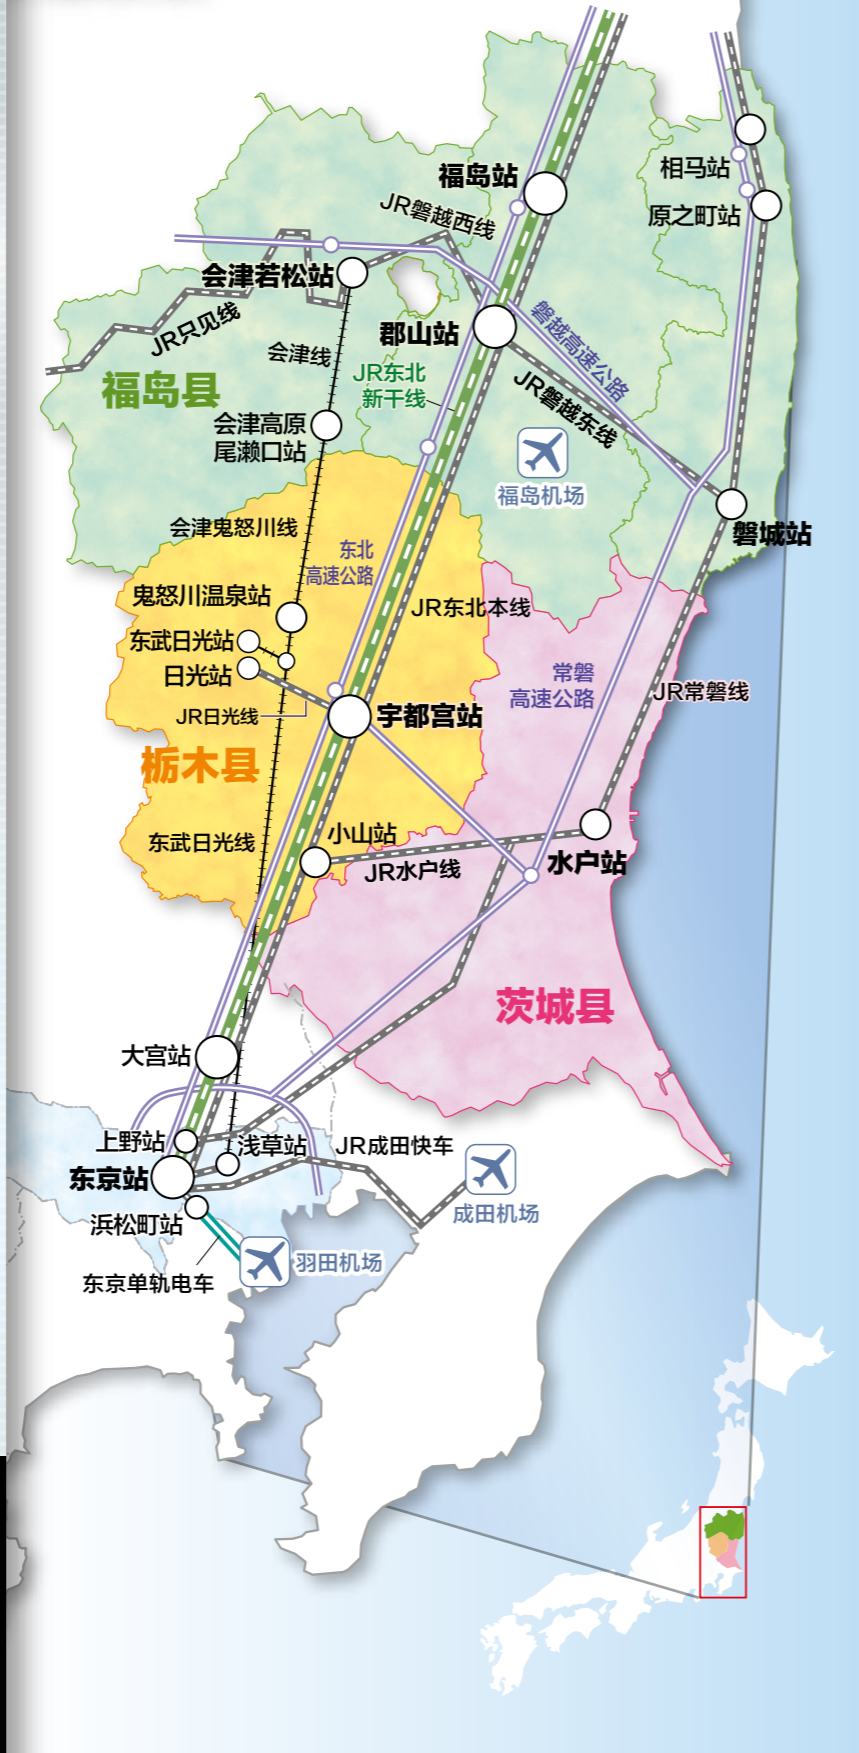 福岛站
相马站
JR磐越西线
原之町站
会津若松站
磐越高速公路
JR只见线
郡山站
会津线
JR东北
新干线
福岛县
JR磐越东线
会津高原
尾濑口站
福岛机场
会津鬼怒川线
磐城站
东北
高速公路
鬼怒川温泉站
JR东北本线
东武日光站
日光站
常磐
高速公路
JR常磐线
JR日光线
宇都宫站
栃木县
东武日光线
小山站
JR水户线
水户站
茨城县
大宫站
上野站
浅草站
JR成田快车
东京站
成田机场
浜松町站
羽田机场
东京单轨电车